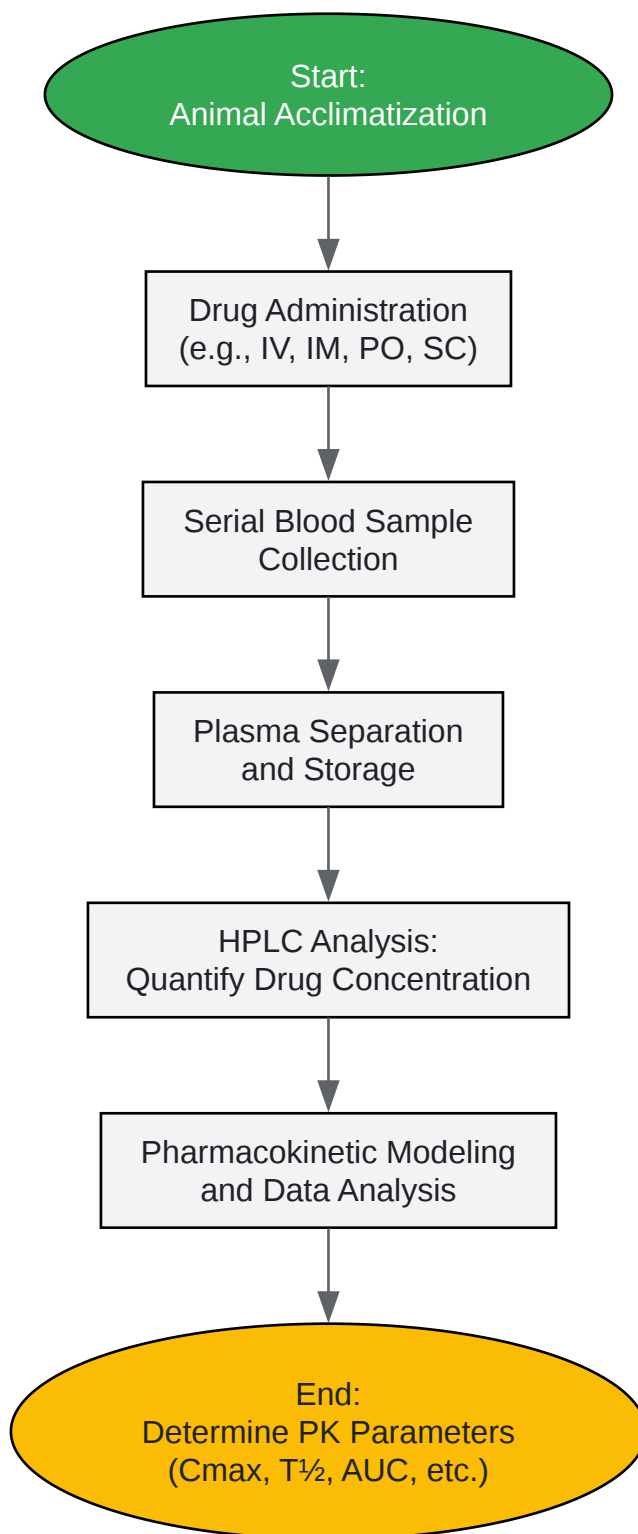 Start:
Animal Acclimatization
Drug Administration
(e.g., IV, IM, PO, SC)
Serial Blood Sample
Collection
Plasma Separation
and Storage
HPLC Analysis:
Quantify Drug Concentration
Pharmacokinetic Modeling
and Data Analysis
End:
Determine PK Parameters
(Cmax, T½, AUC, etc.)